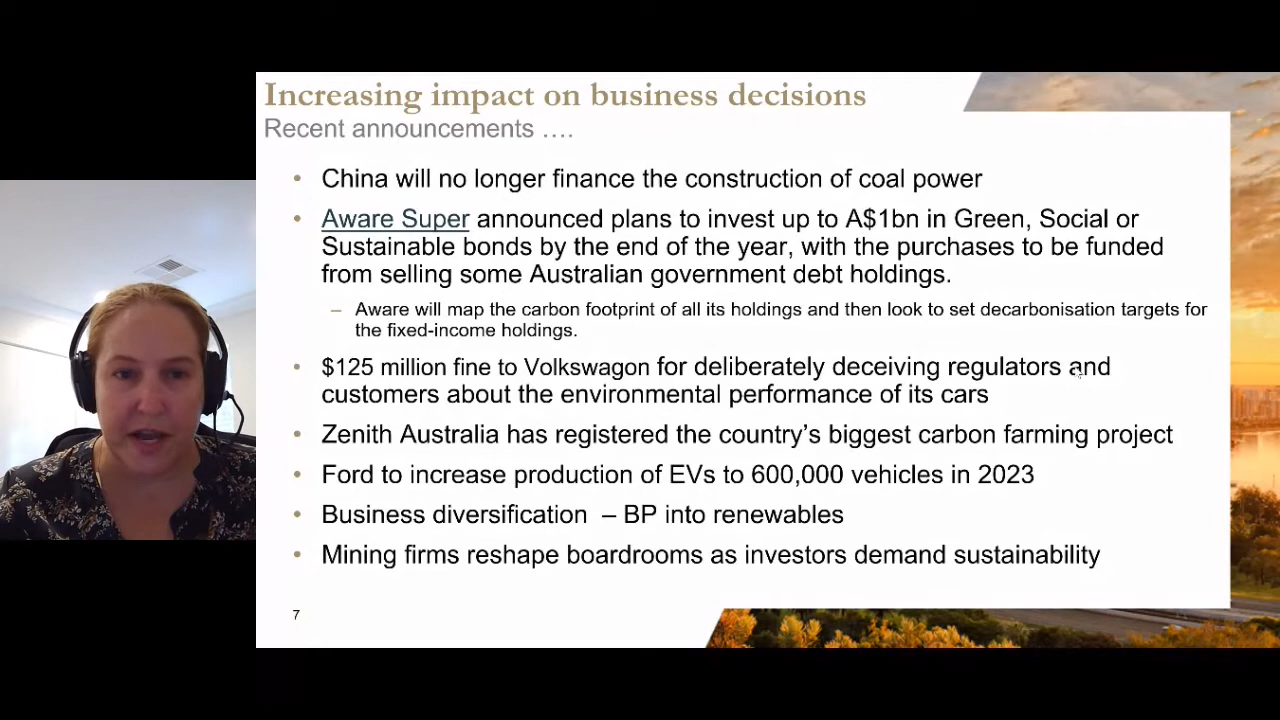 Increasing impact on business decisions
Recent announcements ….
• China will no longer finance the construction of coal power
• Aware Super announced plans to invest up to A$1bn in Green, Social or
Sustainable bonds by the end of the year, with the purchases to be funded
from selling some Australian government debt holdings.
– Aware will map the carbon footprint of all its holdings and then look to set decarbonisation targets for
the fixed-income holdings.
• $125 million fine to Volkswagon for deliberately deceiving regulators and
customers about the environmental performance of its cars
• Zenith Australia has registered the country’s biggest carbon farming project
• Ford to increase production of EVs to 600,000 vehicles in 2023
• Business diversification – BP into renewables
• Mining firms reshape boardrooms as investors demand sustainability
7